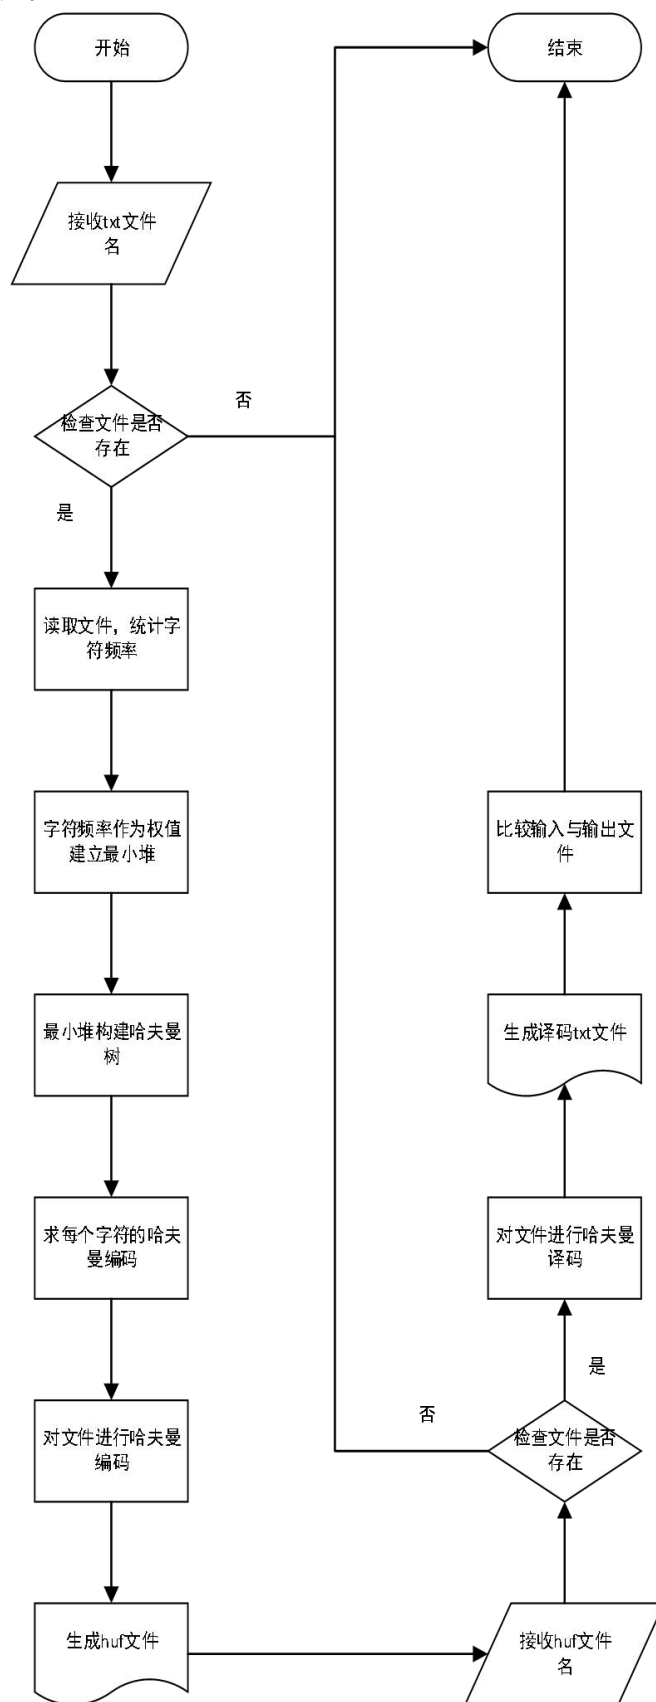 开始
接收txt文件
名
检查文件是否
存在
否
是
读取文件，统计字
符频率
字符频率作为权值
建立最小堆
最小堆构建哈夫曼
树
求每个字符的哈夫
曼编码
对文件进行哈夫曼
编码
生成huf文件
接收huf文件
名
检查文件是否
存在
否
是
对文件进行哈夫曼
译码
生成译码txt文件
比较输入与输出文
件
结束